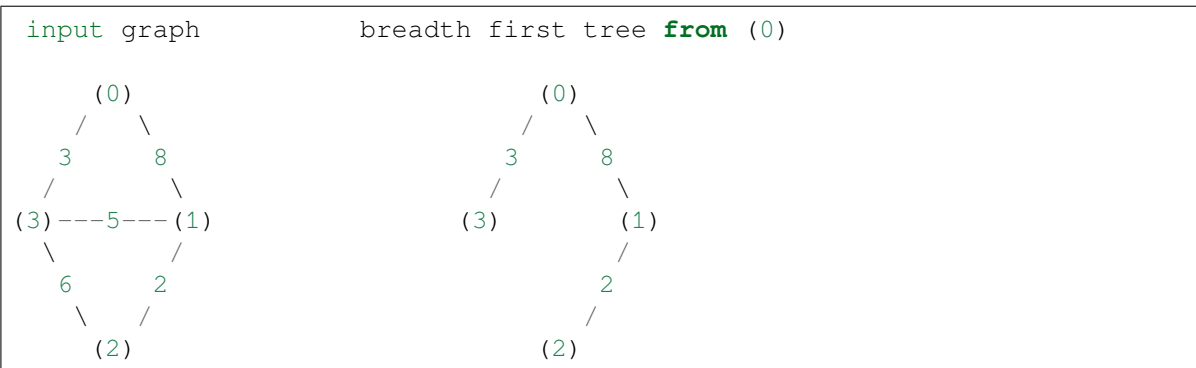 input graph             breadth first tree from (0)
     (0)                         (0)
    /   \                       /   \
   3     8                     3     8
  /       \                   /       \
(3)---5---(1)               (3)       (1)
  \       /                           /
   6     2                           2
    \   /                           /
     (2)                         (2)